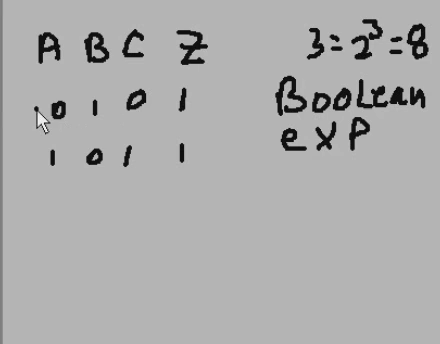 A B C Z
0 1 0 1
1 0 1 1
3 = 2³ = 8
Boolean
exp